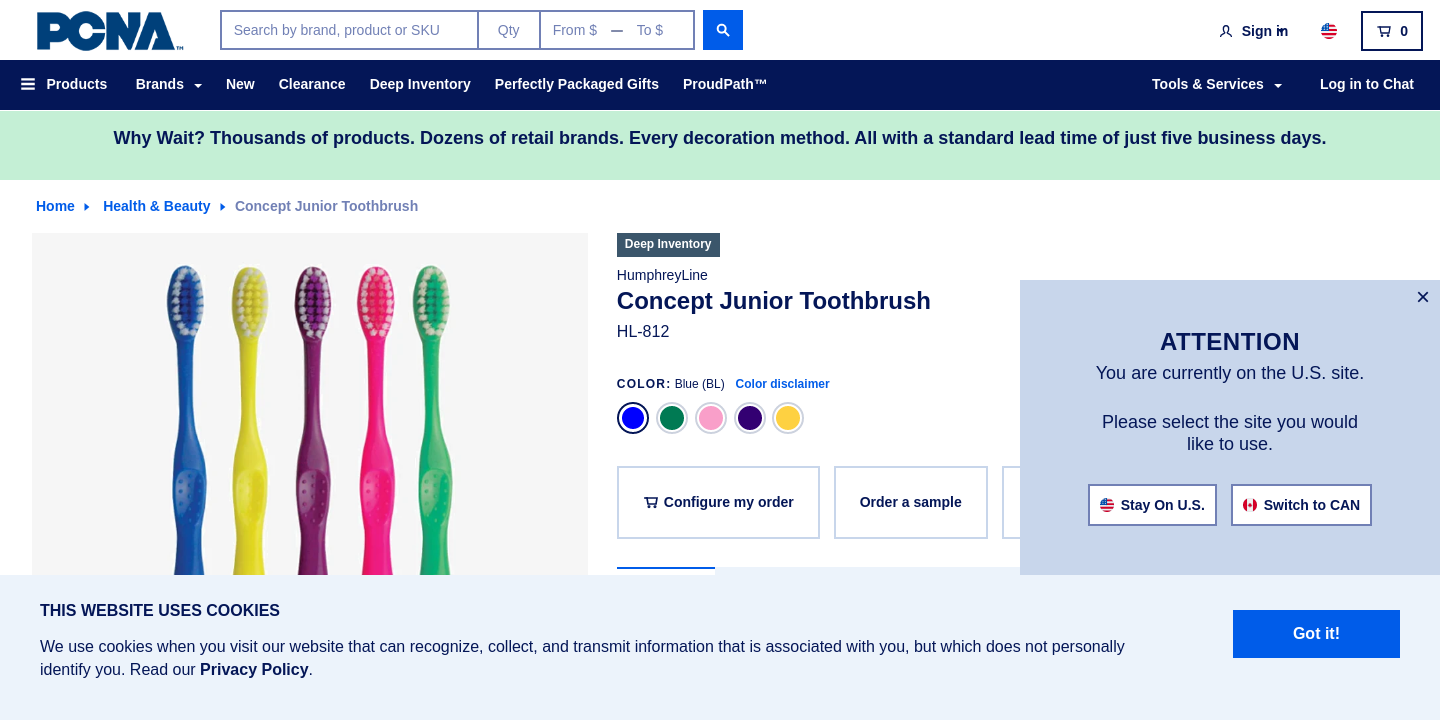 PCNA™
Search by brand, product or SKU
Qty
From $ — To $
Sign in
0
Products
Brands
New
Clearance
Deep Inventory
Perfectly Packaged Gifts
ProudPath™
Tools & Services
Log in to Chat
Why Wait? Thousands of products. Dozens of retail brands. Every decoration method. All with a standard lead time of just five business days.
Home
Health & Beauty
Concept Junior Toothbrush
Deep Inventory
HumphreyLine
Concept Junior Toothbrush
HL-812
COLOR: Blue (BL) Color disclaimer
Configure my order
Order a sample
×
ATTENTION
You are currently on the U.S. site.
Please select the site you would
like to use.
Stay On U.S.
Switch to CAN
THIS WEBSITE USES COOKIES
We use cookies when you visit our website that can recognize, collect, and transmit information that is associated with you, but which does not personally
identify you. Read our Privacy Policy.
Got it!